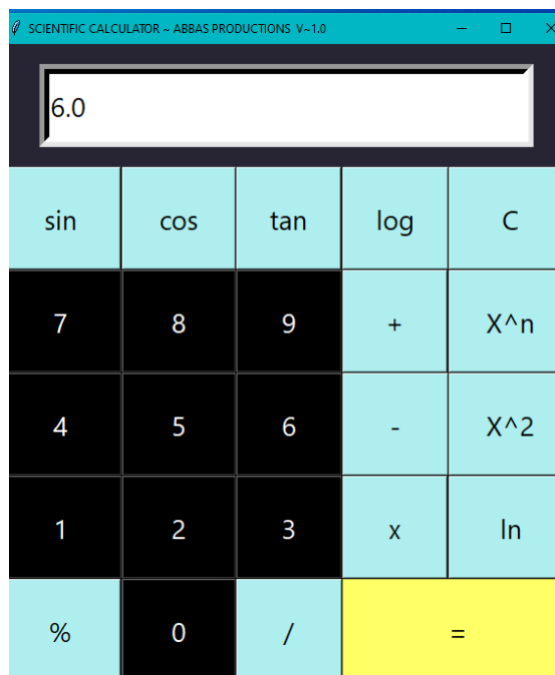 SCIENTIFIC CALCULATOR ~ ABBAS PRODUCTIONS V~1.0
6.0
sin cos tan log C
7 8 9 + X^n
4 5 6 - X^2
1 2 3 x ln
% 0 / =